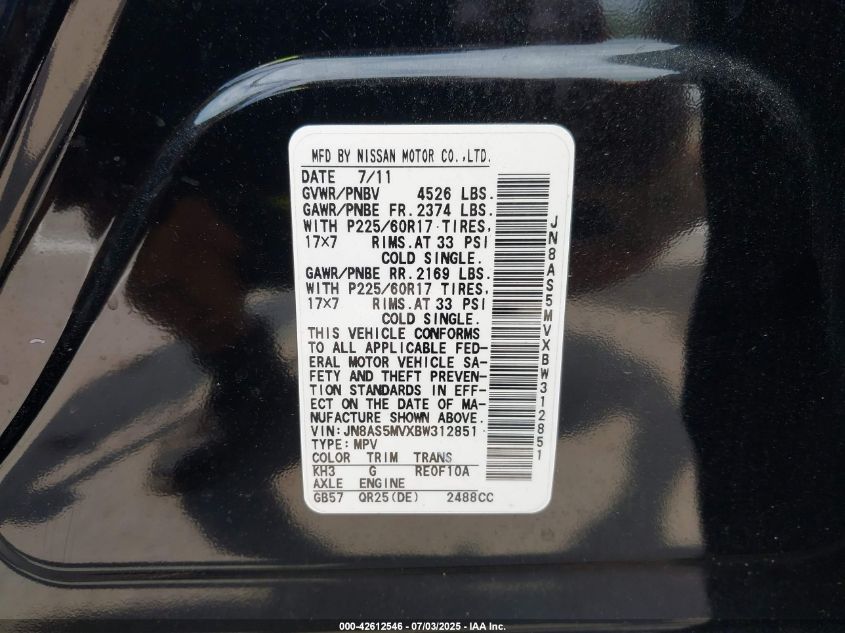 MFD BY NISSAN MOTOR CO.,LTD.
DATE 7/11
GVWR/PNBV 4526 LBS.
GAWR/PNBE FR. 2374 LBS.
WITH P225/60R17 TIRES,
17×7 RIMS.AT 33 PSI
COLD SINGLE.
GAWR/PNBE RR. 2169 LBS.
WITH P225/60R17 TIRES,
17×7 RIMS.AT 33 PSI
COLD SINGLE.
THIS VEHICLE CONFORMS
TO ALL APPLICABLE FED-
ERAL MOTOR VEHICLE SA-
FETY AND THEFT PREVEN-
TION STANDARDS IN EFF-
ECT ON THE DATE OF MA-
NUFACTURE SHOWN ABOVE.
VIN: JN8AS5MVXBW312851
TYPE: MPV
COLOR TRIM TRANS
KH3 G RE0F10A
AXLE ENGINE
GB57 QR25(DE) 2488CC
JN8AS5MVXBW312851
000-42612546 - 07/03/2025 - IAA Inc.